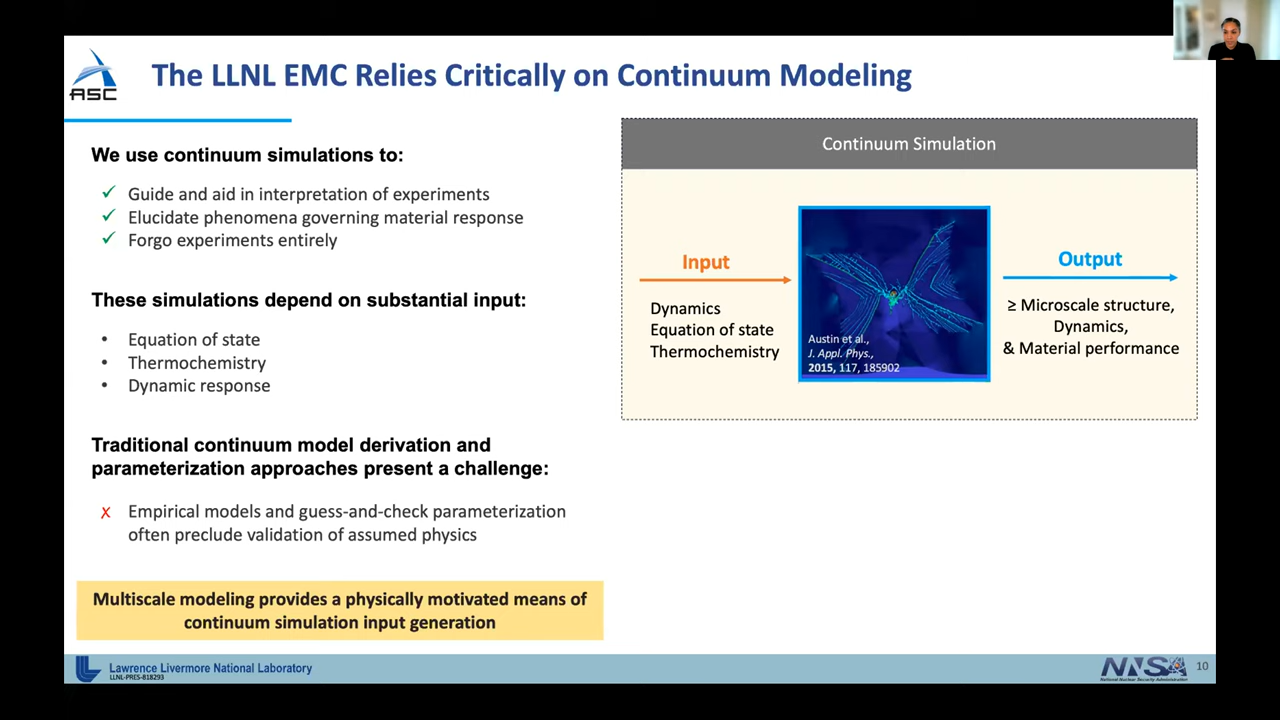 ASC
The LLNL EMC Relies Critically on Continuum Modeling
We use continuum simulations to:
✓ Guide and aid in interpretation of experiments
✓ Elucidate phenomena governing material response
✓ Forgo experiments entirely
These simulations depend on substantial input:
• Equation of state
• Thermochemistry
• Dynamic response
Traditional continuum model derivation and
parameterization approaches present a challenge:
x Empirical models and guess-and-check parameterization
often preclude validation of assumed physics
Multiscale modeling provides a physically motivated means of
continuum simulation input generation
Continuum Simulation
Input
Dynamics
Equation of state
Thermochemistry
Austin et al.,
J. Appl. Phys.,
2015, 117, 185902
Output
≥ Microscale structure,
Dynamics,
& Material performance
Lawrence Livermore National Laboratory
LLNL-PRES-818293
NNSA
National Nuclear Security Administration
10